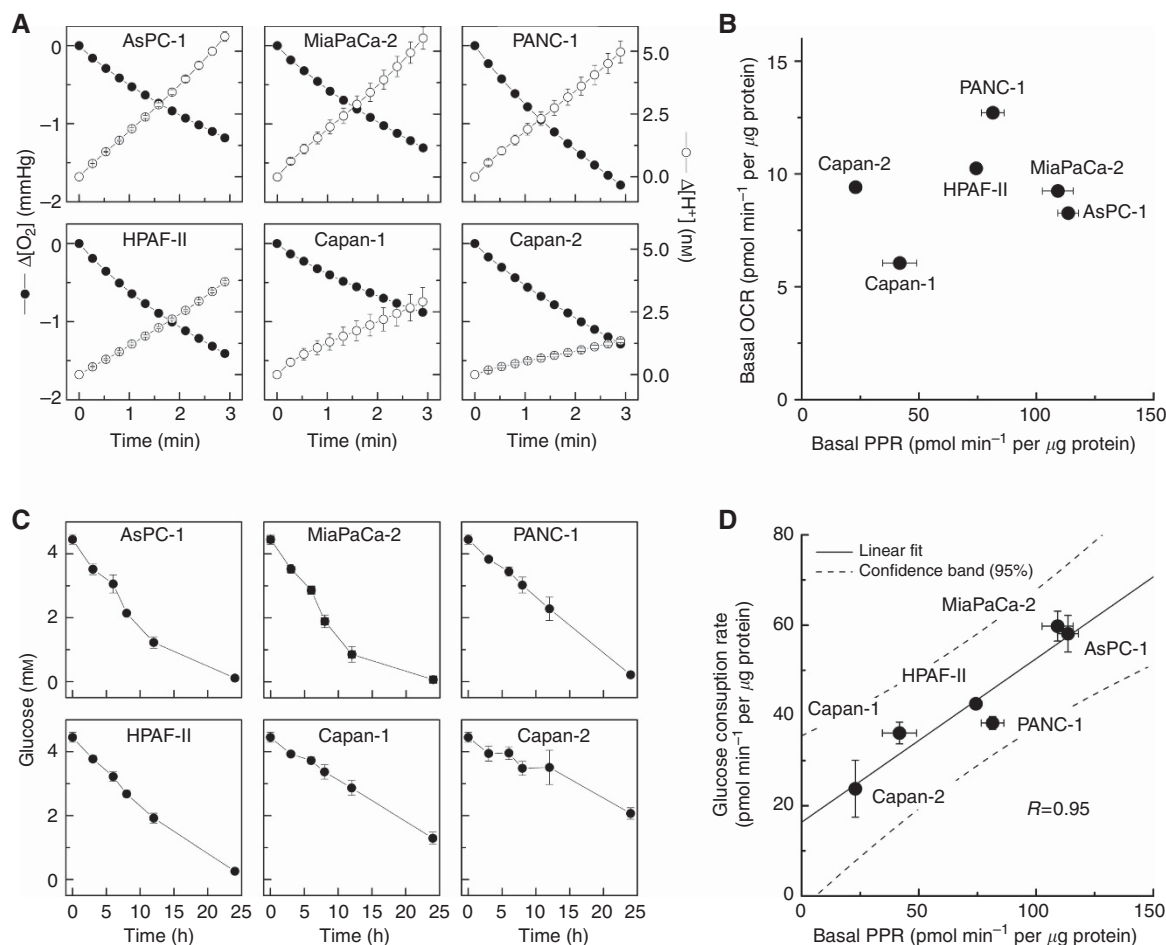 A
AsPC-1
MiaPaCa-2
PANC-1
0
–1
–2
5.0
2.5
0.0
HPAF-II
Capan-1
Capan-2
0
–1
–2
5.0
2.5
0.0
Δ[O₂] (mmHg)
Δ[H⁺] (nM)
0 1 2 3
0 1 2 3
0 1 2 3
Time (min)
Time (min)
Time (min)
B
15
10
5
0
Basal OCR (pmol min⁻¹ per μg protein)
PANC-1
Capan-2
HPAF-II
MiaPaCa-2
AsPC-1
Capan-1
0 50 100 150
Basal PPR (pmol min⁻¹ per μg protein)
C
AsPC-1
MiaPaCa-2
PANC-1
4
2
0
HPAF-II
Capan-1
Capan-2
4
2
0
Glucose (mM)
0 5 10 15 20 25
0 5 10 15 20 25
0 5 10 15 20 25
Time (h)
Time (h)
Time (h)
D
80
60
40
20
0
Glucose consuption rate
(pmol min⁻¹ per μg protein)
Linear fit
Confidence band (95%)
MiaPaCa-2
AsPC-1
HPAF-II
Capan-1
PANC-1
Capan-2
R=0.95
0 50 100 150
Basal PPR (pmol min⁻¹ per μg protein)